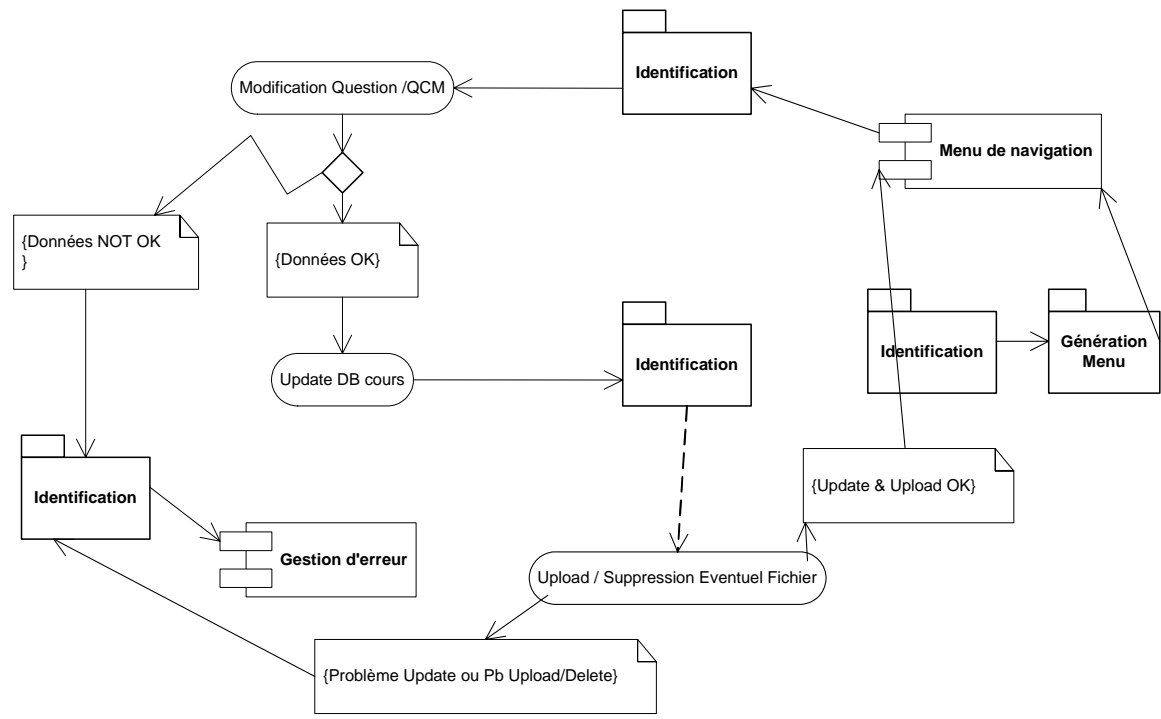 Identification
Modification Question /QCM
Menu de navigation
{Données NOT OK
}
{Données OK}
Identification
Identification
Génération
Menu
Update DB cours
Identification
{Update & Upload OK}
Gestion d'erreur
Upload / Suppression Eventuel Fichier
{Problème Update ou Pb Upload/Delete}